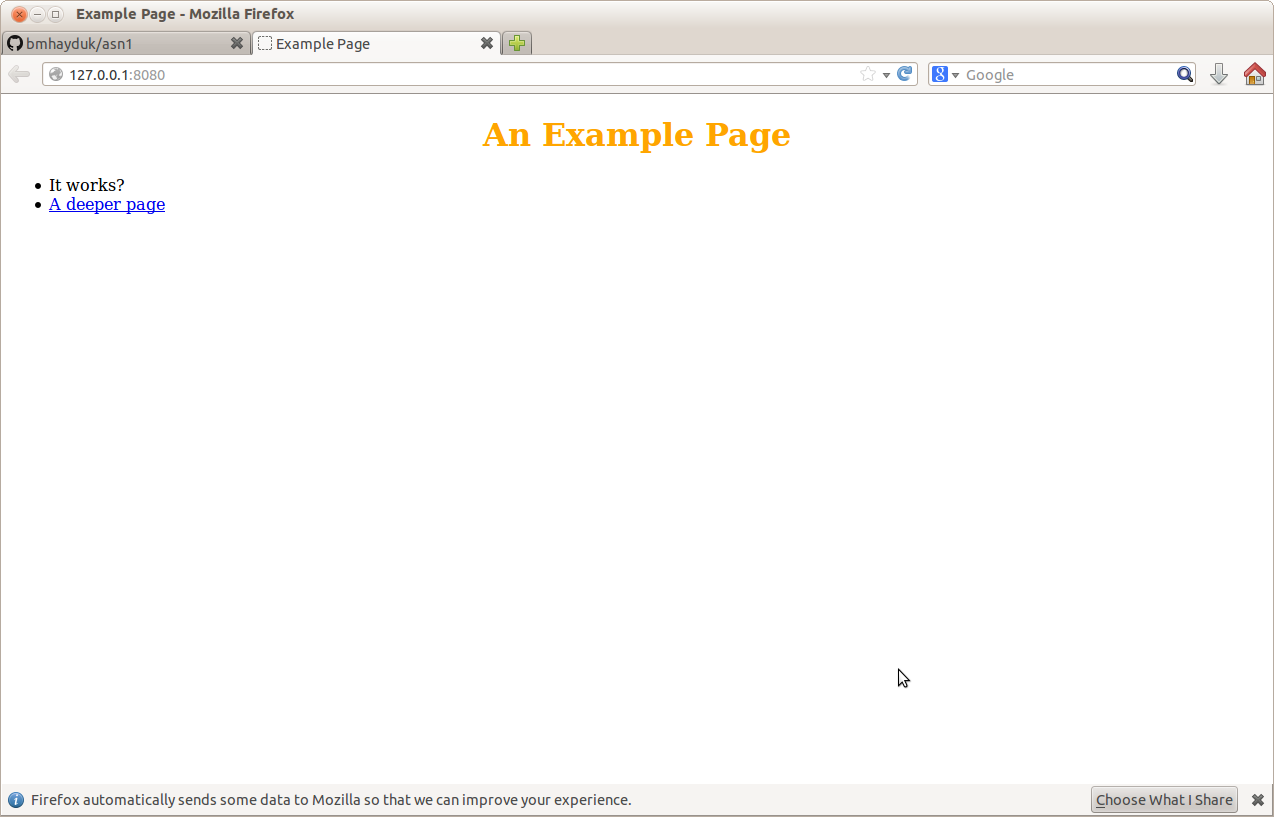 Example Page - Mozilla Firefox
bmhayduk/asn1
Example Page
127.0.0.1:8080
Google
An Example Page
It works?
A deeper page
Firefox automatically sends some data to Mozilla so that we can improve your experience.
Choose What I Share